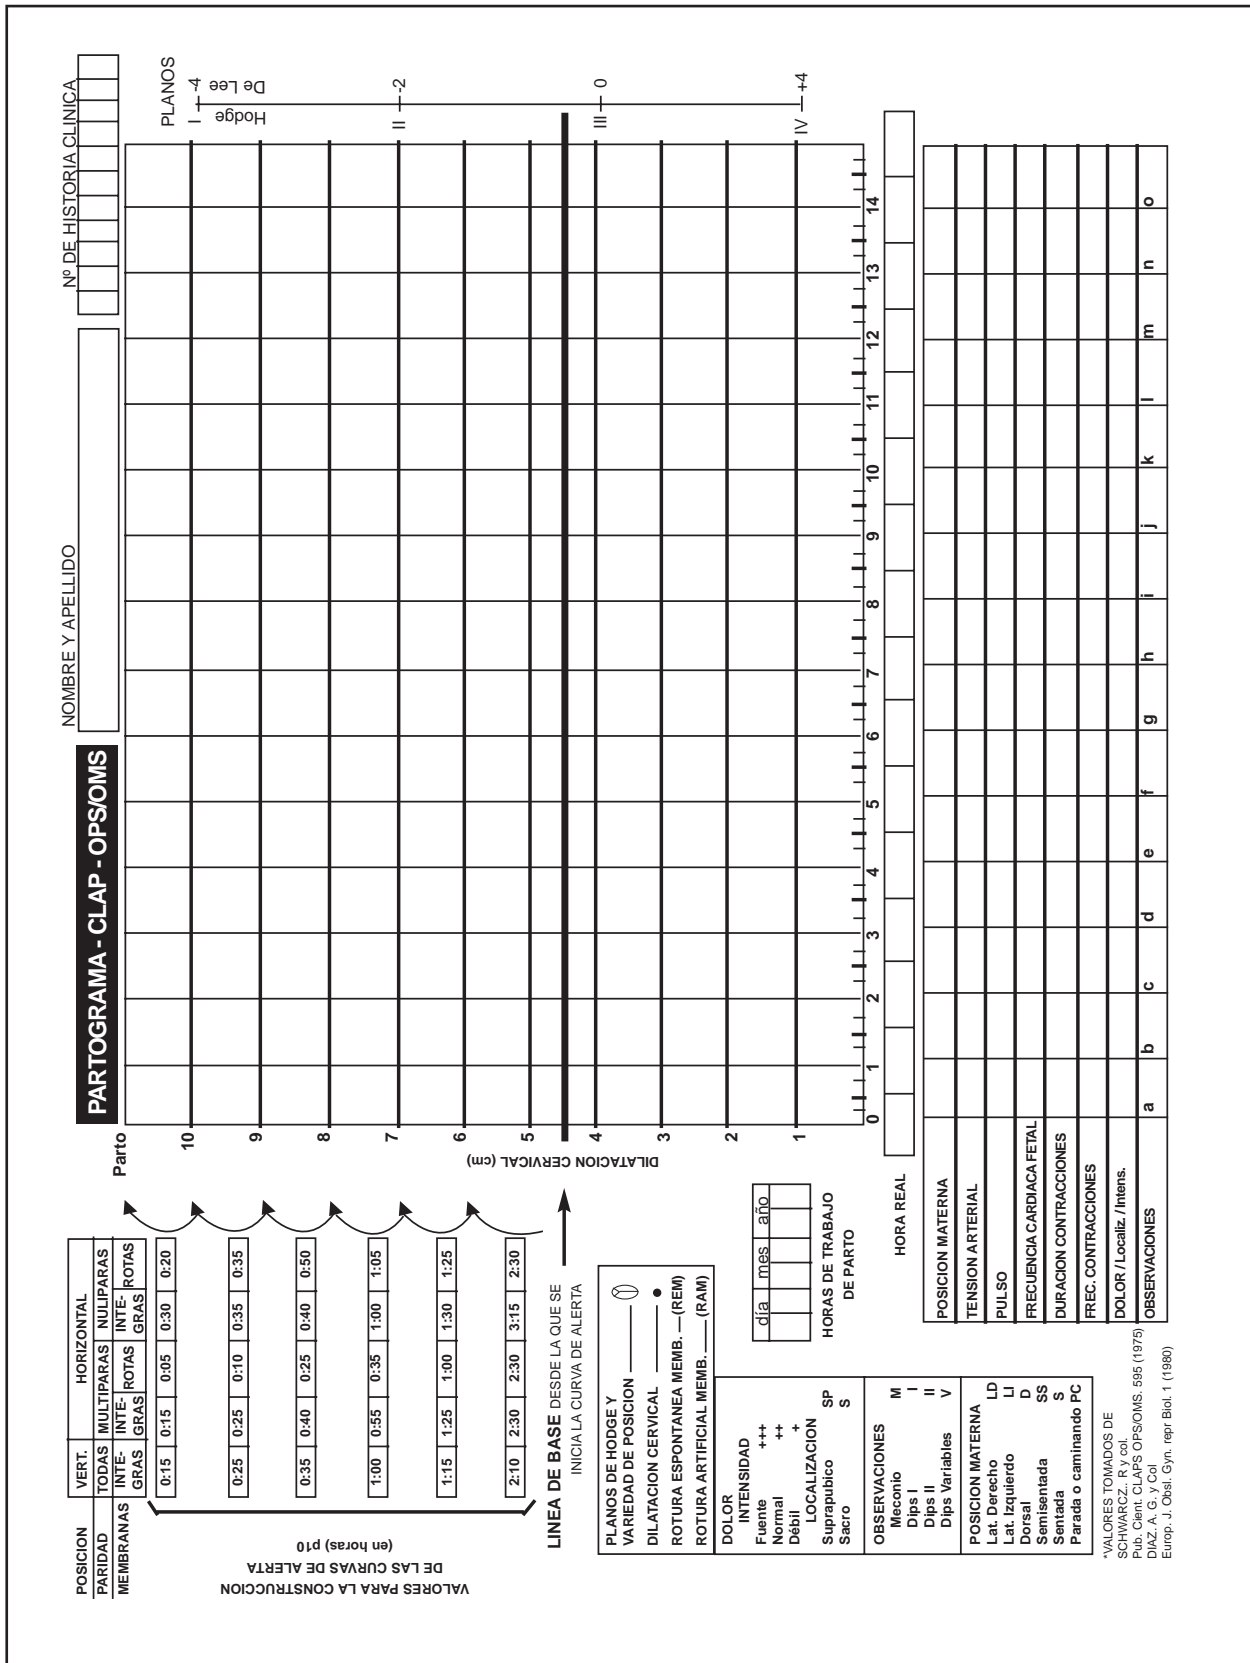 PARTOGRAMA - CLAP - OPS/OMS
NOMBRE Y APELLIDO
Nº DE HISTORIA CLINICA
POSICION VERT. HORIZONTAL
PARIDAD TODAS MULTIPARAS NULIPARAS
MEMBRANAS INTE-GRAS INTE-GRAS ROTAS INTE-GRAS ROTAS
0:15 0:15 0:05 0:30 0:20
0:25 0:25 0:10 0:35 0:35
0:35 0:40 0:25 0:40 0:50
1:00 0:55 0:35 1:00 1:05
1:15 1:25 1:00 1:30 1:25
2:10 2:30 2:30 3:15 2:30
VALORES PARA LA CONSTRUCCION
DE LAS CURVAS DE ALERTA
(en horas) p10
LINEA DE BASE DESDE LA QUE SE
INICIA LA CURVA DE ALERTA
Parto
10
9
8
7
6
5
4
3
2
1
DILATACION CERVICAL (cm)
PLANOS
Hodge De Lee
I -4
II -2
III 0
IV +4
PLANOS DE HODGE Y
VARIEDAD DE POSICION
DILATACION CERVICAL
ROTURA ESPONTANEA MEMB. (REM)
ROTURA ARTIFICIAL MEMB. (RAM)
día mes año
HORAS DE TRABAJO
DE PARTO
0 1 2 3 4 5 6 7 8 9 10 11 12 13 14
HORA REAL
DOLOR
INTENSIDAD
Fuente +++
Normal ++
Débil +
LOCALIZACION
Suprapubico SP
Sacro S
OBSERVACIONES
Meconio M
Dips I I
Dips II II
Dips Variables V
POSICION MATERNA
Lat. Derecho LD
Lat. Izquierdo LI
Dorsal D
Semisentada SS
Sentada S
Parada o caminando PC
POSICION MATERNA
TENSION ARTERIAL
PULSO
FRECUENCIA CARDIACA FETAL
DURACION CONTRACCIONES
FREC. CONTRACCIONES
DOLOR / Localiz. / Intens.
OBSERVACIONES
a b c d e f g h i j k l m n o
*VALORES TOMADOS DE
SCHWARCZ.. R y col.
Pub. Cient. CLAPS OPS/OMS. 595 (1975)
DIAZ. A. G. y Col
Europ. J. Obsl. Gyn. repr Biol. 1 (1980)